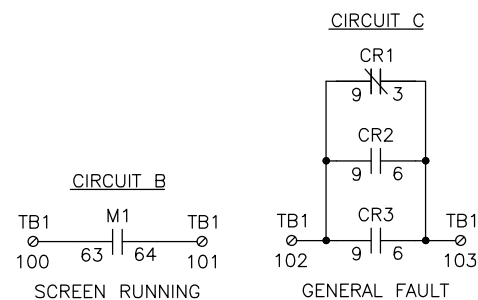 CIRCUIT C
CR1
9 3
CR2
9 6
CIRCUIT B
TB1 M1 TB1
100 63 64 101
SCREEN RUNNING
TB1 CR3 TB1
102 9 6 103
GENERAL FAULT